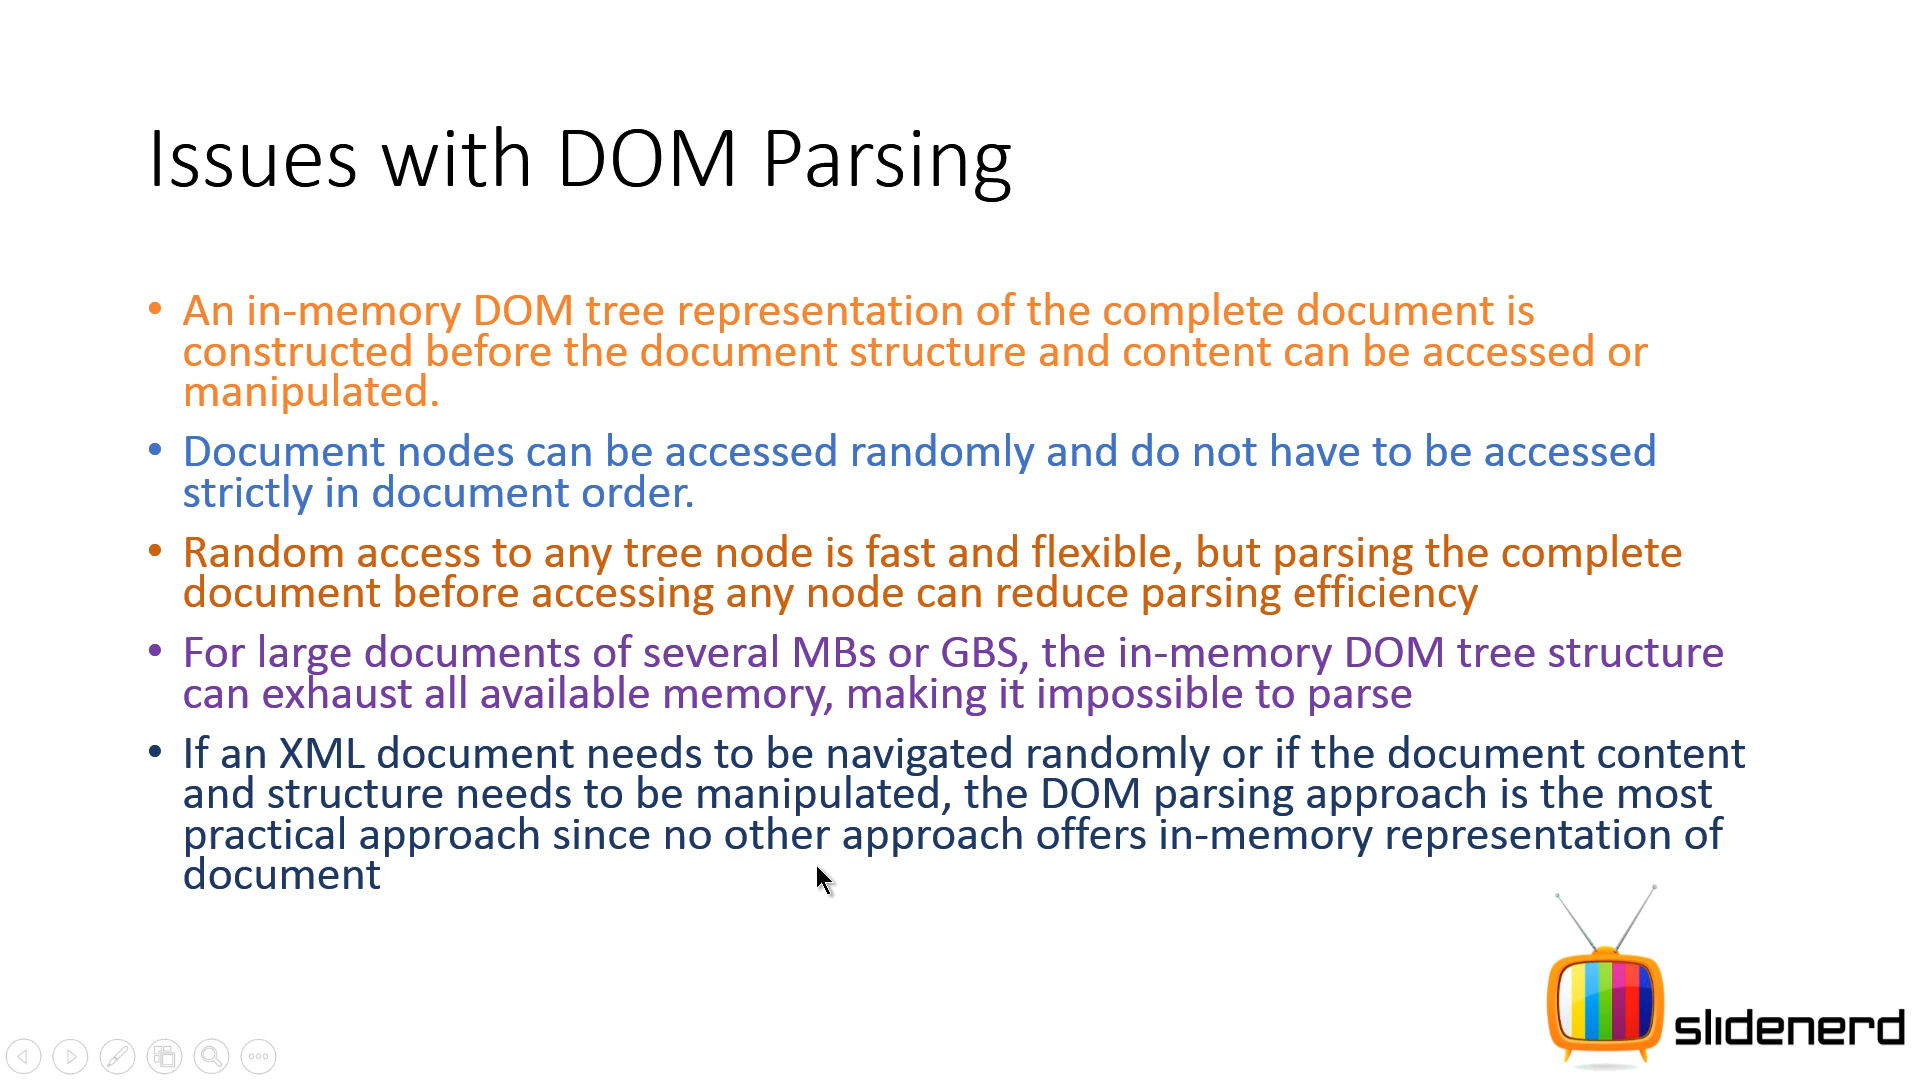 Issues with DOM Parsing
• An in-memory DOM tree representation of the complete document is
constructed before the document structure and content can be accessed or
manipulated.
• Document nodes can be accessed randomly and do not have to be accessed
strictly in document order.
• Random access to any tree node is fast and flexible, but parsing the complete
document before accessing any node can reduce parsing efficiency
• For large documents of several MBs or GBS, the in-memory DOM tree structure
can exhaust all available memory, making it impossible to parse
• If an XML document needs to be navigated randomly or if the document content
and structure needs to be manipulated, the DOM parsing approach is the most
practical approach since no other approach offers in-memory representation of
document
slidenerd